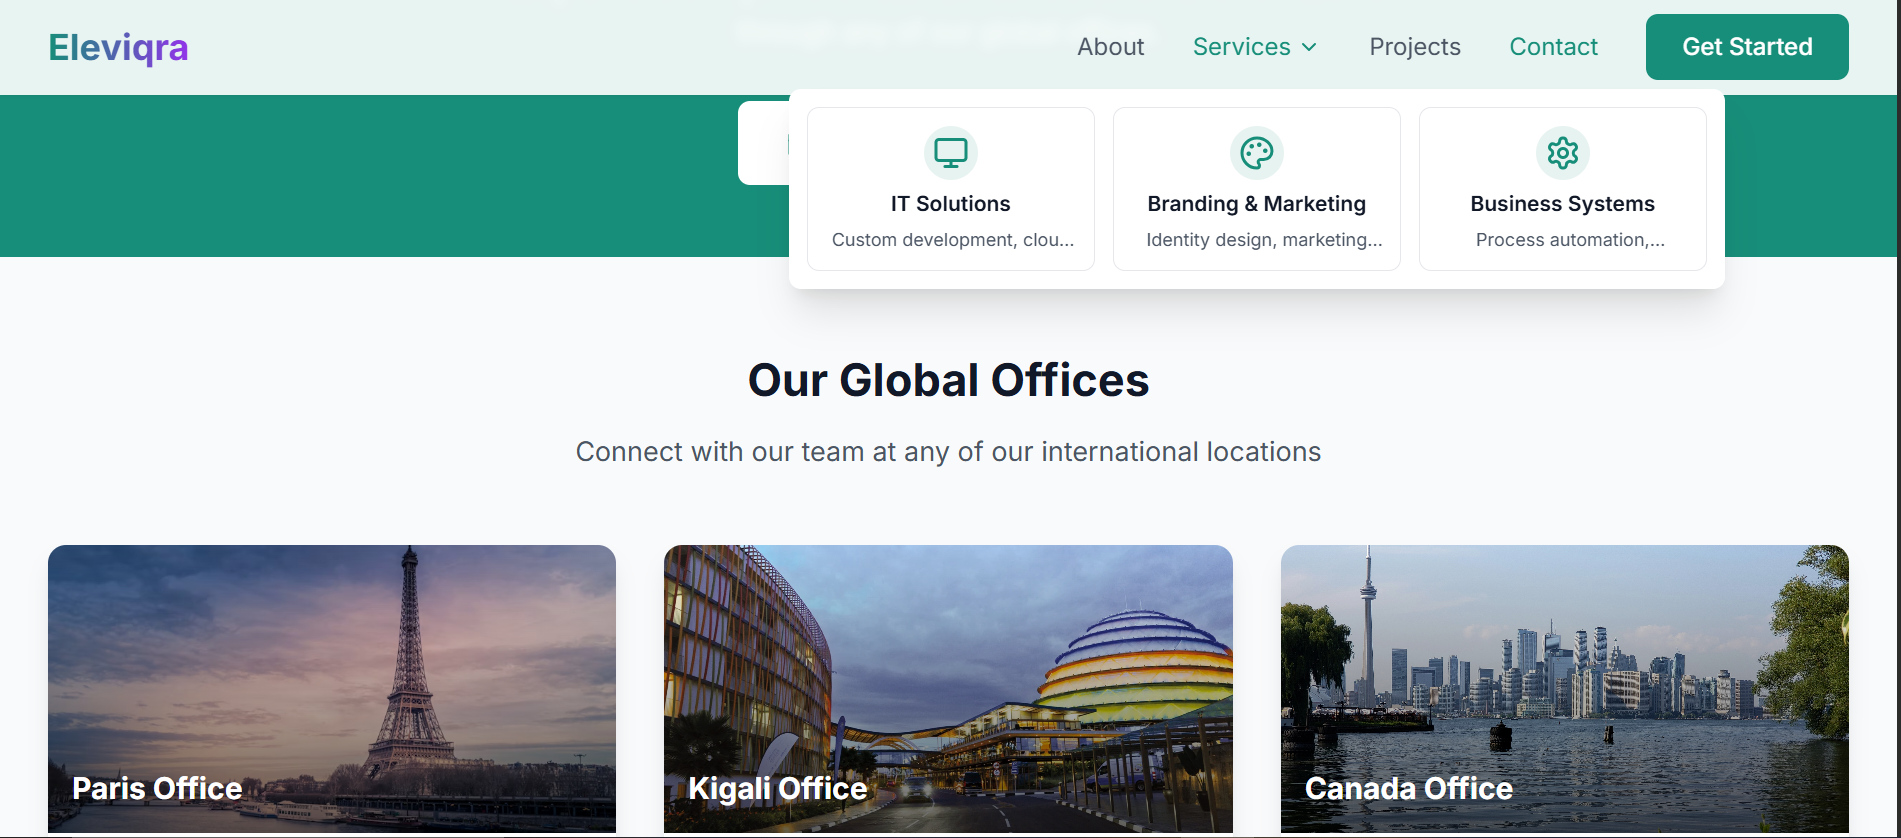 Eleviqra
About
Services
Projects
Contact
Get Started
IT Solutions
Custom development, clou...
Branding & Marketing
Identity design, marketing...
Business Systems
Process automation,...
Our Global Offices
Connect with our team at any of our international locations
Paris Office
Kigali Office
Canada Office